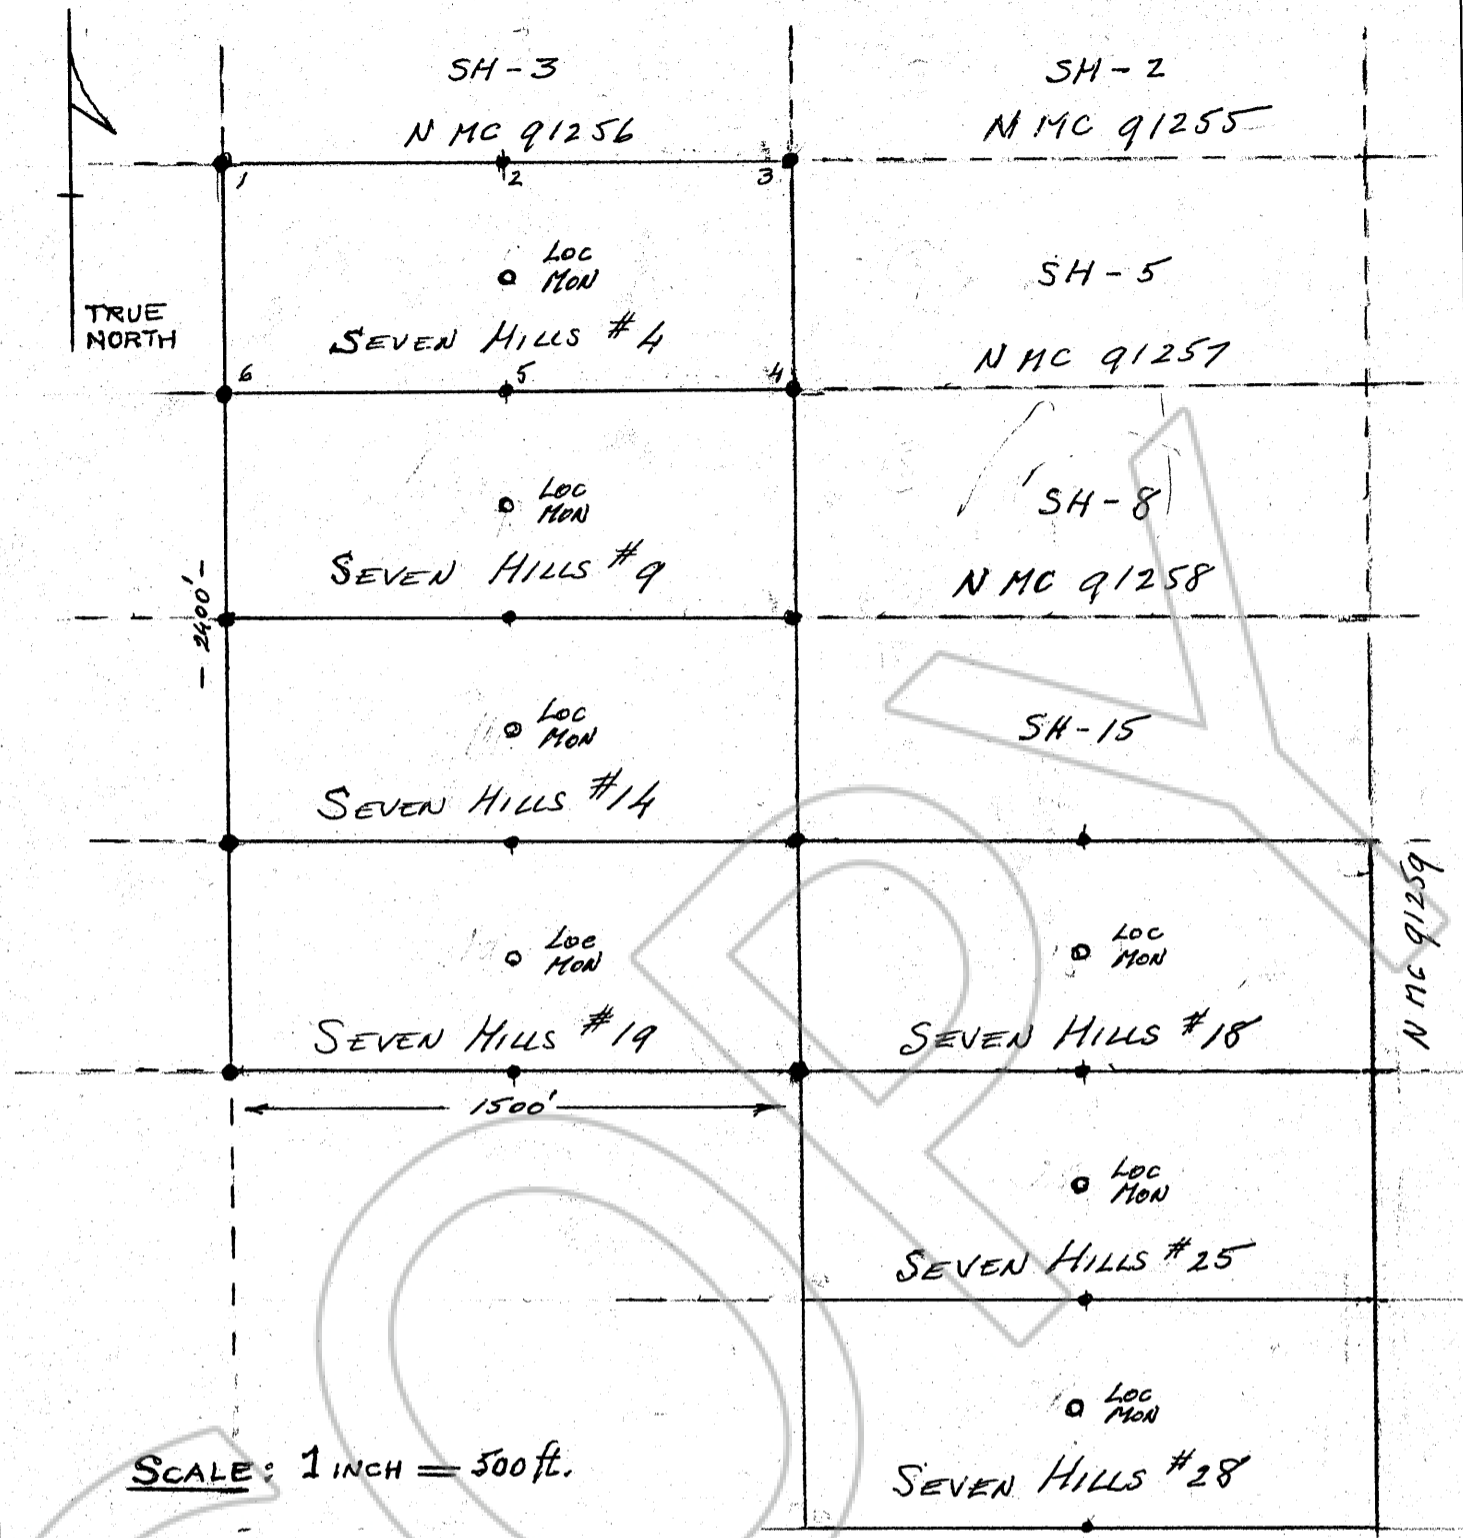 SH-3
N MC 91256
SH-2
N MC 91255
1
2
3
LOC
MON
SEVEN HILLS #4
TRUE
NORTH
SH-5
N MC 91257
6
5
4
LOC
MON
SEVEN HILLS #9
SH-8
N MC 91258
- 2400' -
LOC
MON
SEVEN HILLS #14
SH-15
LOC
MON
SEVEN HILLS #19
LOC
MON
SEVEN HILLS #18
N MC 91259
1500'
LOC
MON
SEVEN HILLS #25
LOC
MON
SEVEN HILLS #28
SCALE: 1 INCH = 500 ft.
COPY